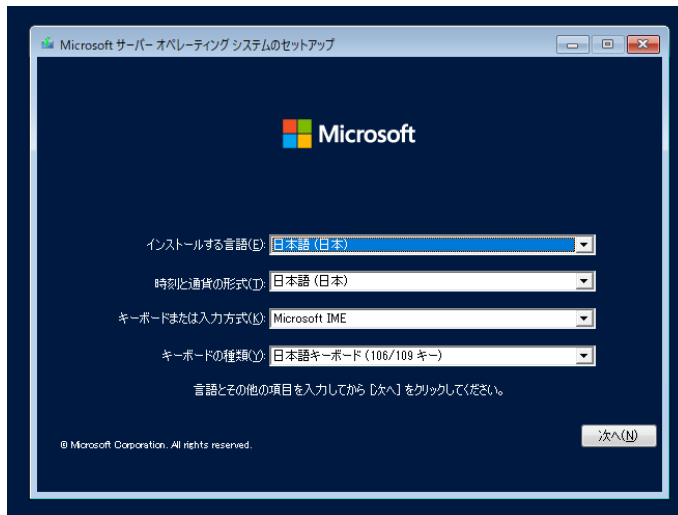 Microsoft サーバー オペレーティング システムのセットアップ
Microsoft
インストールする言語(E): 日本語 (日本)
時刻と通貨の形式(T): 日本語 (日本)
キーボードまたは入力方式(K): Microsoft IME
キーボードの種類(Y): 日本語キーボード (106/109 キー)
言語とその他の項目を入力してから [次へ] をクリックしてください。
次へ(N)
© Microsoft Corporation. All rights reserved.